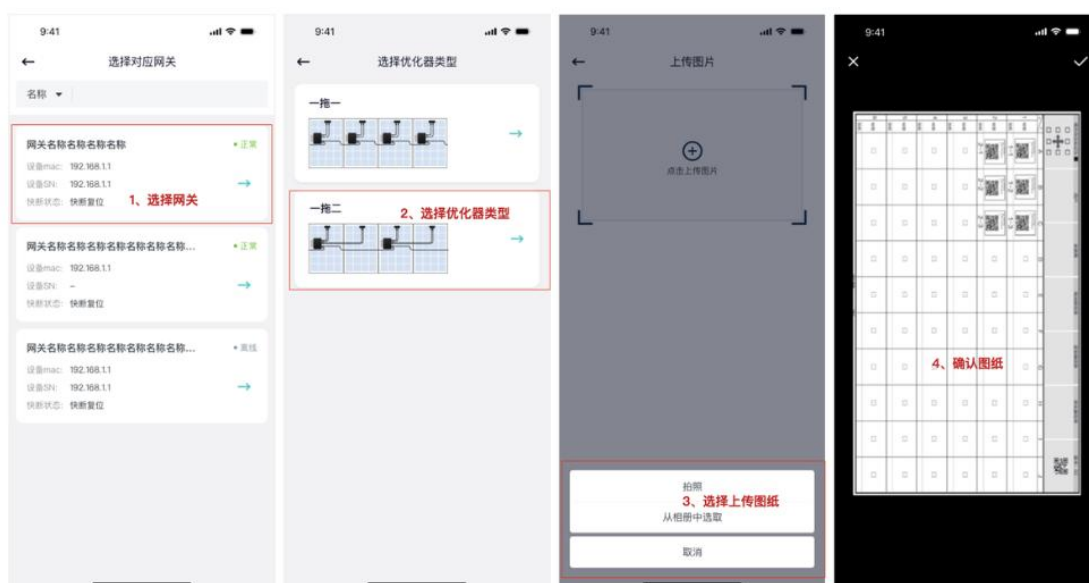 9:41
选择对应网关
名称
网关名称名称名称名称
正常
设备mac: 192.168.1.1
设备SN: 192.168.1.1
快断状态: 快断复位
1、选择网关
网关名称名称名称名称名称名称名称...
正常
设备mac: 192.168.1.1
设备SN: –
快断状态: 快断复位
网关名称名称名称名称名称名称名称...
离线
设备mac: 192.168.1.1
设备SN: 192.168.1.1
快断状态: 快断复位
9:41
选择优化器类型
一拖一
一拖二
2、选择优化器类型
9:41
上传图片
点击上传图片
拍照
3、选择上传图纸
从相册中选取
取消
9:41
4、确认图纸